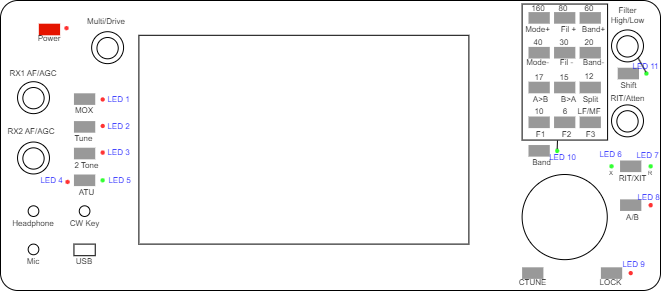 Multi/Drive
Power
RX1 AF/AGC
LED 1
MOX
LED 2
Tune
RX2 AF/AGC
LED 3
2 Tone
LED 4
LED 5
ATU
Headphone
CW Key
Mic
USB
160 80 60
Mode+ Fil + Band+
40 30 20
Mode- Fil - Band-
17 15 12
A>B B>A Split
10 6 LF/MF
F1 F2 F3
Band
LED 10
Filter
High/Low
LED 11
Shift
RIT/Atten
LED 6
LED 7
X
R
RIT/XIT
LED 8
A/B
LED 9
CTUNE
LOCK